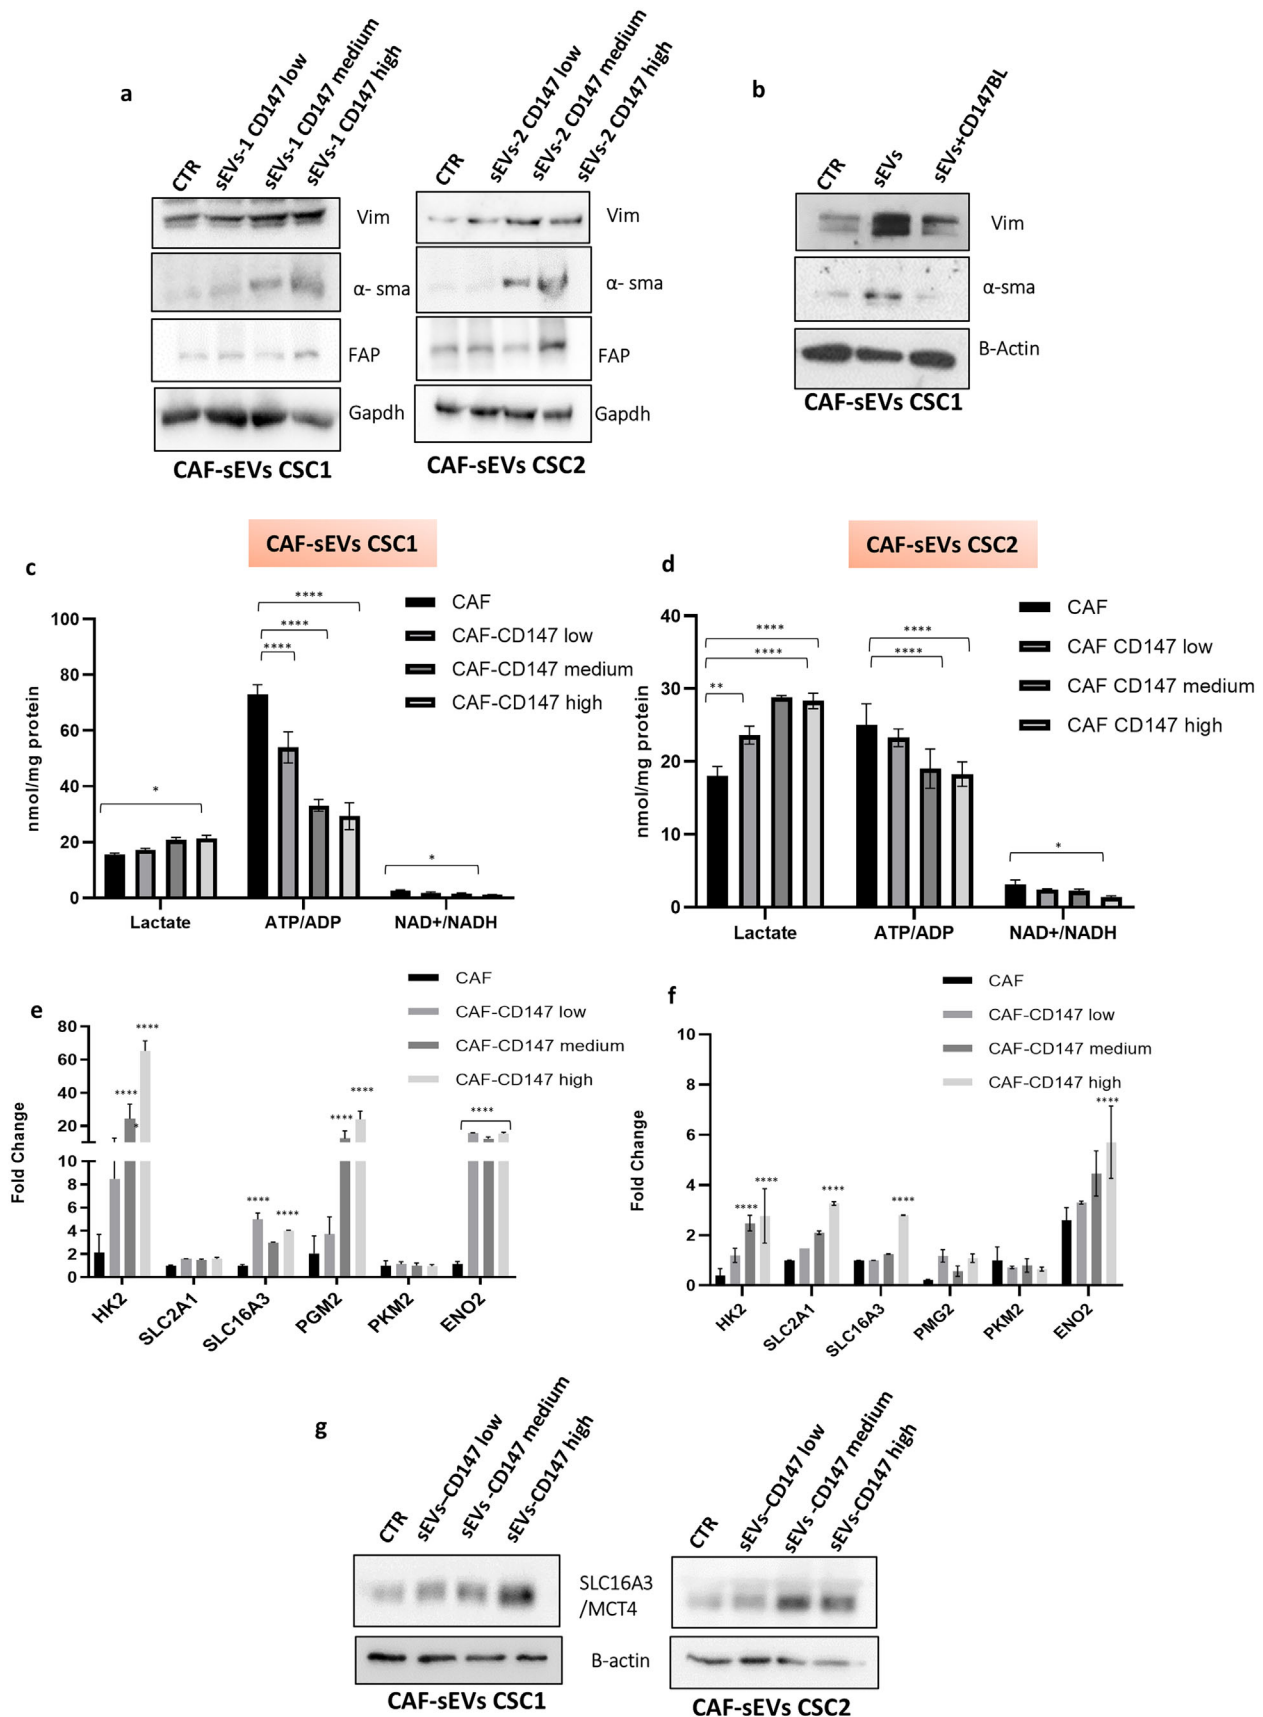 a
CTR
sEVs-1 CD147 low
sEVs-1 CD147 medium
sEVs-1 CD147 high
Vim
α- sma
FAP
Gapdh
CAF-sEVs CSC1
CTR
sEVs-2 CD147 low
sEVs-2 CD147 medium
sEVs-2 CD147 high
Vim
α- sma
FAP
Gapdh
CAF-sEVs CSC2
b
CTR
sEVs
sEVs+CD147BL
Vim
α-sma
B-Actin
CAF-sEVs CSC1
CAF-sEVs CSC1
c
****
****
****
*
*
CAF
CAF-CD147 low
CAF-CD147 medium
CAF-CD147 high
nmol/mg protein
100
80
60
40
20
0
Lactate
ATP/ADP
NAD+/NADH
CAF-sEVs CSC2
d
****
****
**
****
****
*
CAF
CAF CD147 low
CAF CD147 medium
CAF CD147 high
nmol/mg protein
40
30
20
10
0
Lactate
ATP/ADP
NAD+/NADH
e
CAF
CAF-CD147 low
CAF-CD147 medium
CAF-CD147 high
****
****
*
****
****
****
****
****
Fold Change
80
60
40
20
10
8
6
4
2
0
HK2
SLC2A1
SLC16A3
PGM2
PKM2
ENO2
f
CAF
CAF-CD147 low
CAF-CD147 medium
CAF-CD147 high
****
****
****
****
****
Fold Change
10
8
6
4
2
0
HK2
SLC2A1
SLC16A3
PMG2
PKM2
ENO2
g
CTR
sEVs–CD147 low
sEVs -CD147 medium
sEVs-CD147 high
SLC16A3
/MCT4
B-actin
CAF-sEVs CSC1
CTR
sEVs–CD147 low
sEVs -CD147 medium
sEVs-CD147 high
CAF-sEVs CSC2